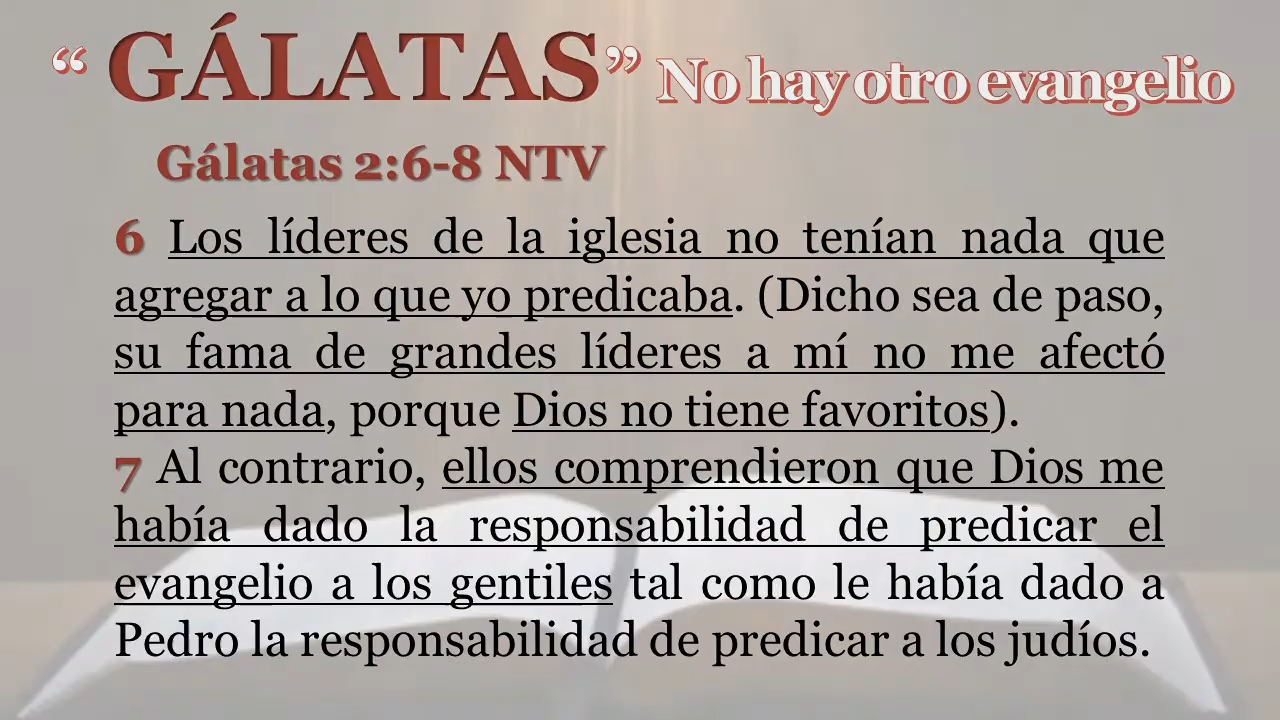 “ GÁLATAS” No hay otro evangelio
Gálatas 2:6-8 NTV
6 Los líderes de la iglesia no tenían nada que
agregar a lo que yo predicaba. (Dicho sea de paso,
su fama de grandes líderes a mí no me afectó
para nada, porque Dios no tiene favoritos).
7 Al contrario, ellos comprendieron que Dios me
había dado la responsabilidad de predicar el
evangelio a los gentiles tal como le había dado a
Pedro la responsabilidad de predicar a los judíos.